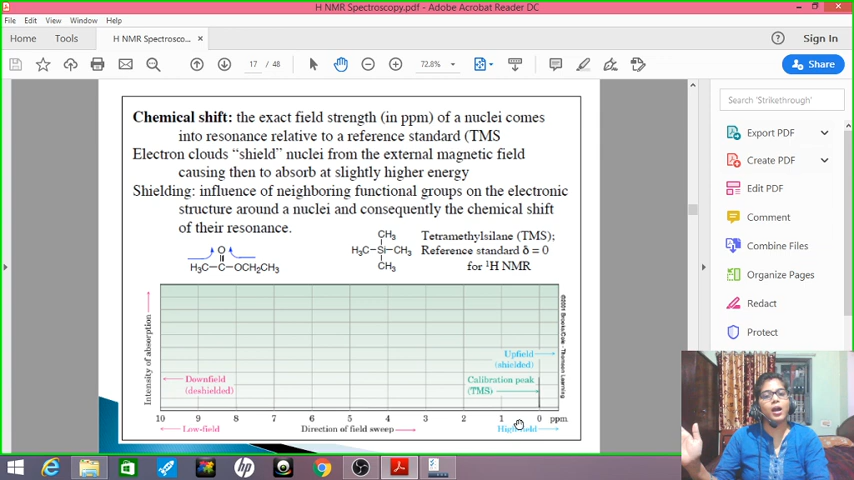 H NMR Spectroscopy.pdf - Adobe Acrobat Reader DC
File Edit View Window Help
Home Tools H NMR Spectrosco... ×
Sign In
17 / 48
72.8%
Share
Chemical shift: the exact field strength (in ppm) of a nuclei comes
into resonance relative to a reference standard (TMS
Electron clouds “shield” nuclei from the external magnetic field
causing then to absorb at slightly higher energy
Shielding: influence of neighboring functional groups on the electronic
structure around a nuclei and consequently the chemical shift
of their resonance.
O
H₃C—C—OCH₂CH₃
CH₃
H₃C—Si—CH₃
CH₃
Tetramethylsilane (TMS);
Reference standard δ = 0
for ¹H NMR
Intensity of absorption
Downfield
(deshielded)
Upfield
(shielded)
Calibration peak
(TMS)
©2001 Brooks/Cole - Thomson Learning
10 9 8 7 6 5 4 3 2 1 0 ppm
Low-field
Direction of field sweep
Search 'Strikethrough'
Export PDF
Create PDF
Edit PDF
Comment
Combine Files
Organize Pages
Redact
Protect
hp